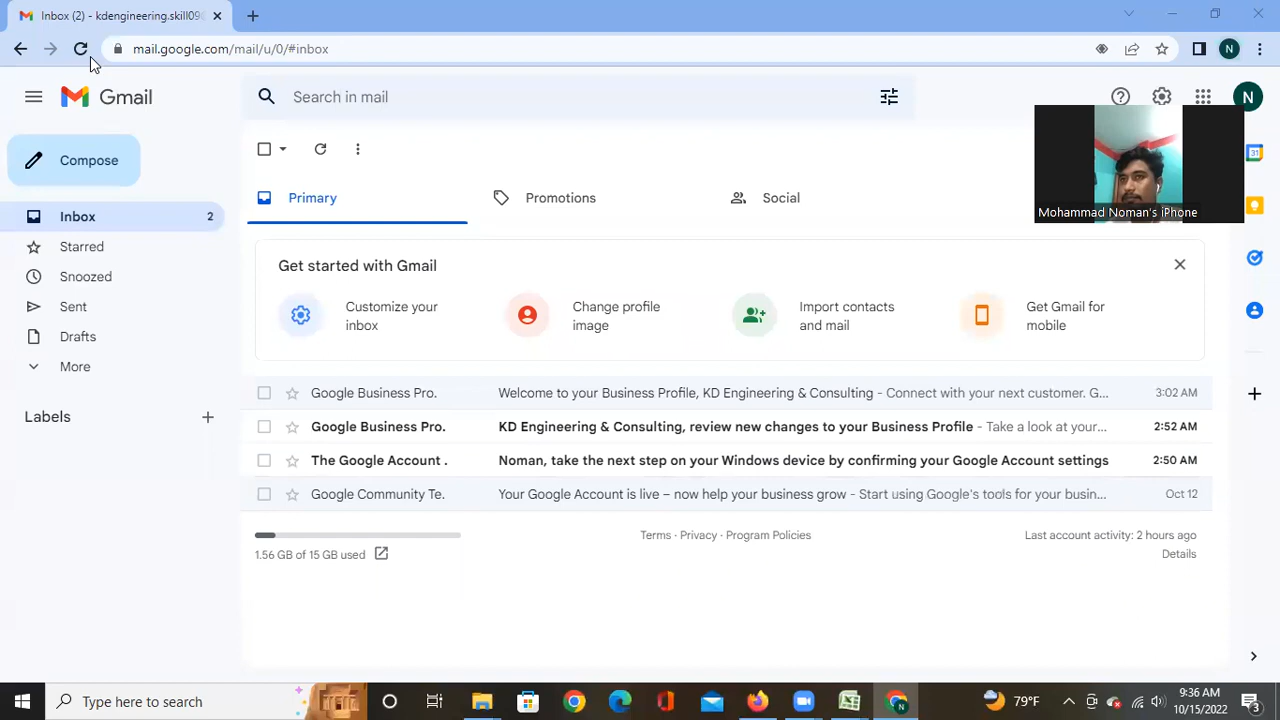 Inbox (2) - kdengineering.skill09
mail.google.com/mail/u/0/#inbox
N
Gmail
Search in mail
N
Compose
31
Mohammad Noman's iPhone
Primary
Promotions
Social
Inbox 2
Starred
Snoozed
Sent
Drafts
More
Labels
Get started with Gmail
Customize your
inbox
Change profile
image
Import contacts
and mail
Get Gmail for
mobile
Google Business Pro. Welcome to your Business Profile, KD Engineering & Consulting - Connect with your next customer. G... 3:02 AM
Google Business Pro. KD Engineering & Consulting, review new changes to your Business Profile - Take a look at your... 2:52 AM
The Google Account . Noman, take the next step on your Windows device by confirming your Google Account settings 2:50 AM
Google Community Te. Your Google Account is live – now help your business grow - Start using Google's tools for your busin... Oct 12
1.56 GB of 15 GB used
Terms · Privacy · Program Policies
Last account activity: 2 hours ago
Details
Type here to search
79°F
9:36 AM
10/15/2022
3